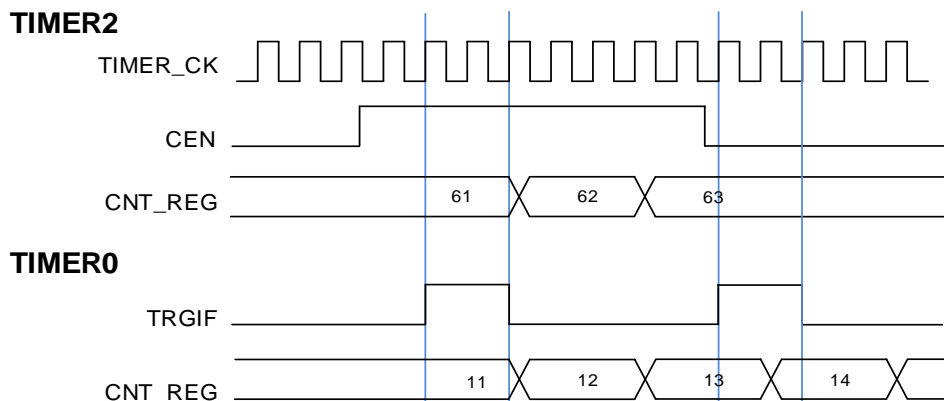 TIMER2
TIMER_CK
CEN
CNT_REG 61 62 63
TIMER0
TRGIF
CNT_REG 11 12 13 14